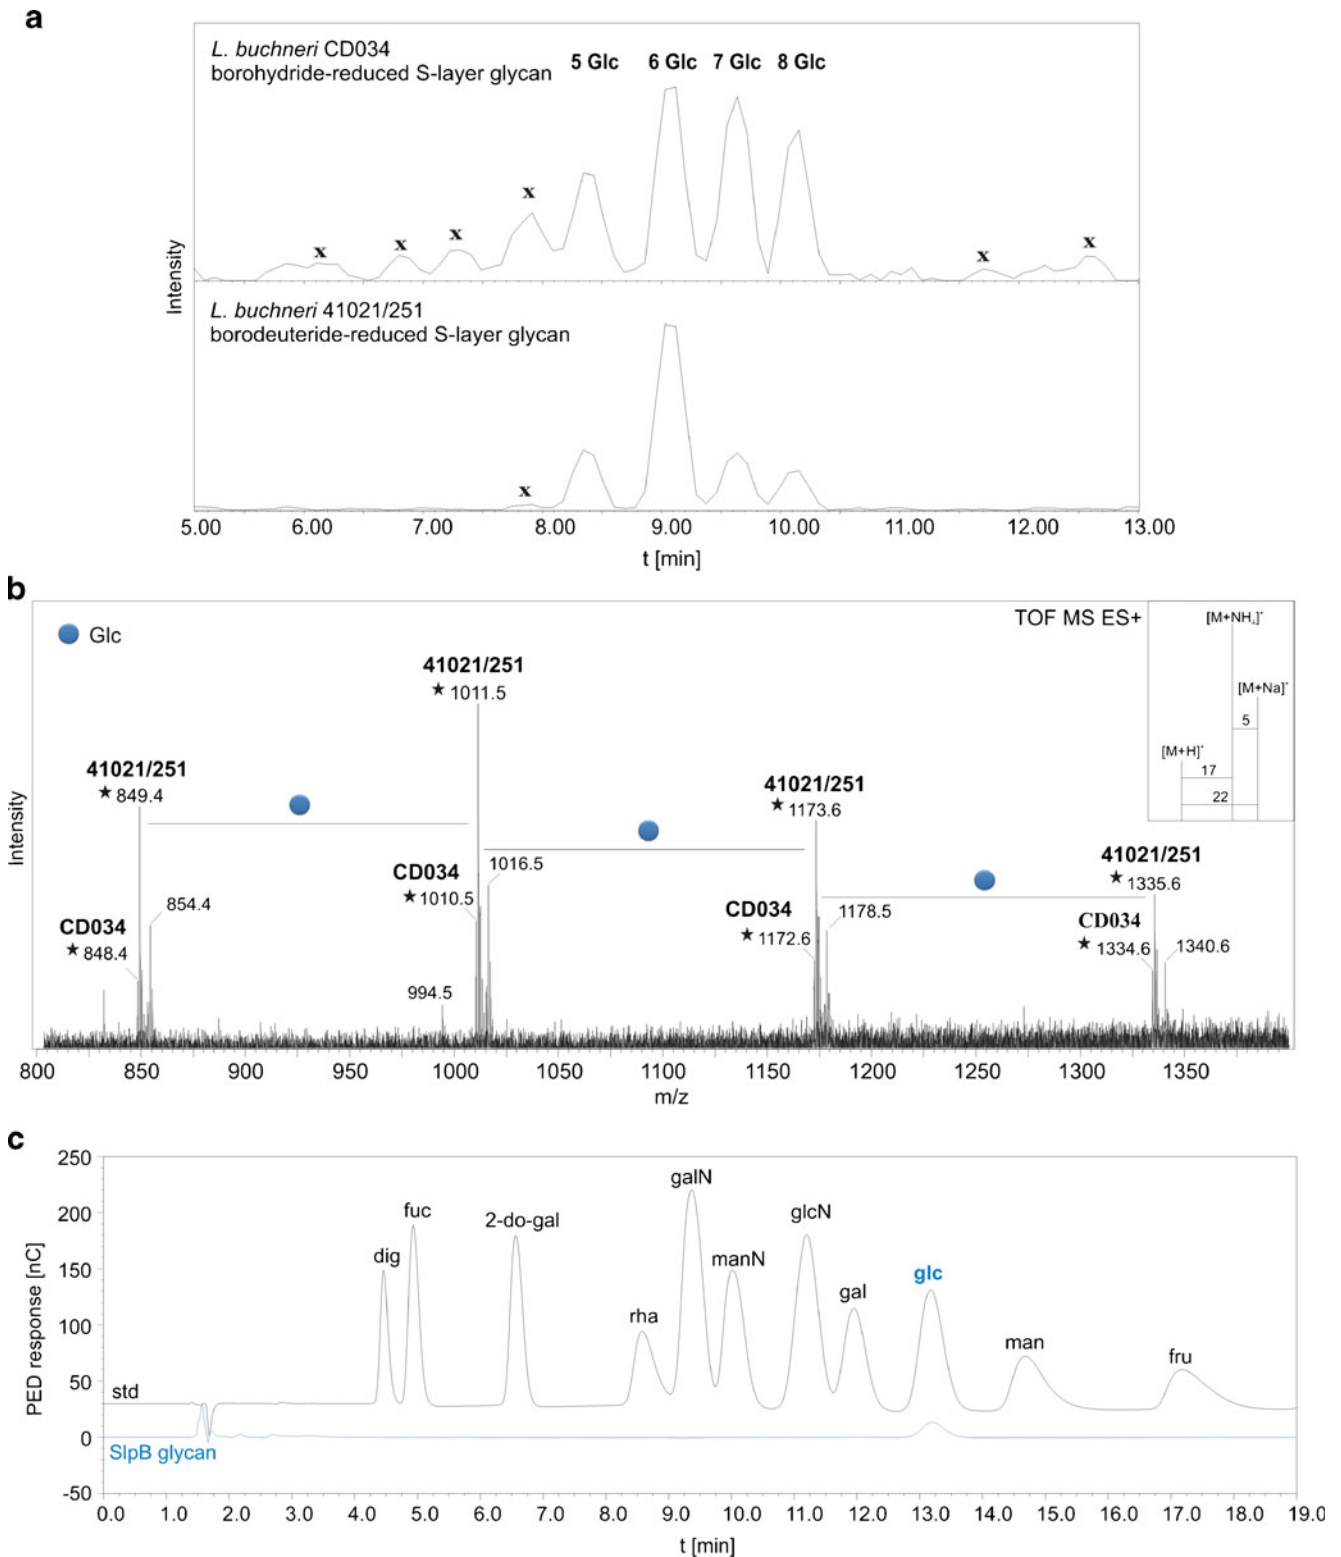 a
L. buchneri CD034
borohydride-reduced S-layer glycan
5 Glc 6 Glc 7 Glc 8 Glc
x x x x x x
L. buchneri 41021/251
borodeuteride-reduced S-layer glycan
x
Intensity
5.00 6.00 7.00 8.00 9.00 10.00 11.00 12.00 13.00
t [min]
b
Glc
TOF MS ES+
[M+NH₄]⁺
[M+Na]⁺
5
[M+H]⁺
17
22
41021/251
★ 1011.5
41021/251
★ 849.4
41021/251
★ 1173.6
41021/251
★ 1335.6
CD034
★ 848.4
854.4
CD034
★ 1010.5
1016.5
994.5
CD034
★ 1172.6
1178.5
CD034
★ 1334.6
1340.6
Intensity
800 850 900 950 1000 1050 1100 1150 1200 1250 1300 1350
m/z
c
250
200
150
100
50
0
-50
PED response [nC]
std
SlpB glycan
dig
fuc
2-do-gal
rha
galN
manN
glcN
gal
glc
man
fru
0.0 1.0 2.0 3.0 4.0 5.0 6.0 7.0 8.0 9.0 10.0 11.0 12.0 13.0 14.0 15.0 16.0 17.0 18.0 19.0
t [min]